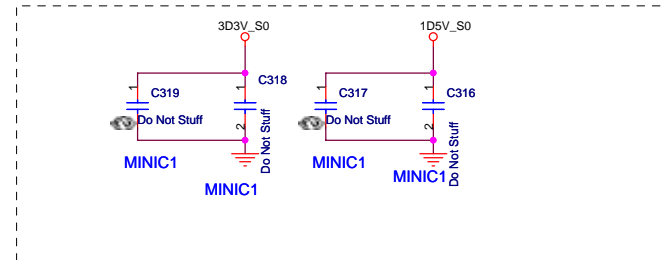 3D3V_S0
1D5V_S0
1
C319
Do Not Stuff
1
C318
2
Do Not Stuff
1
C317
Do Not Stuff
1
C316
2
Do Not Stuff
MINIC1
MINIC1
MINIC1
MINIC1